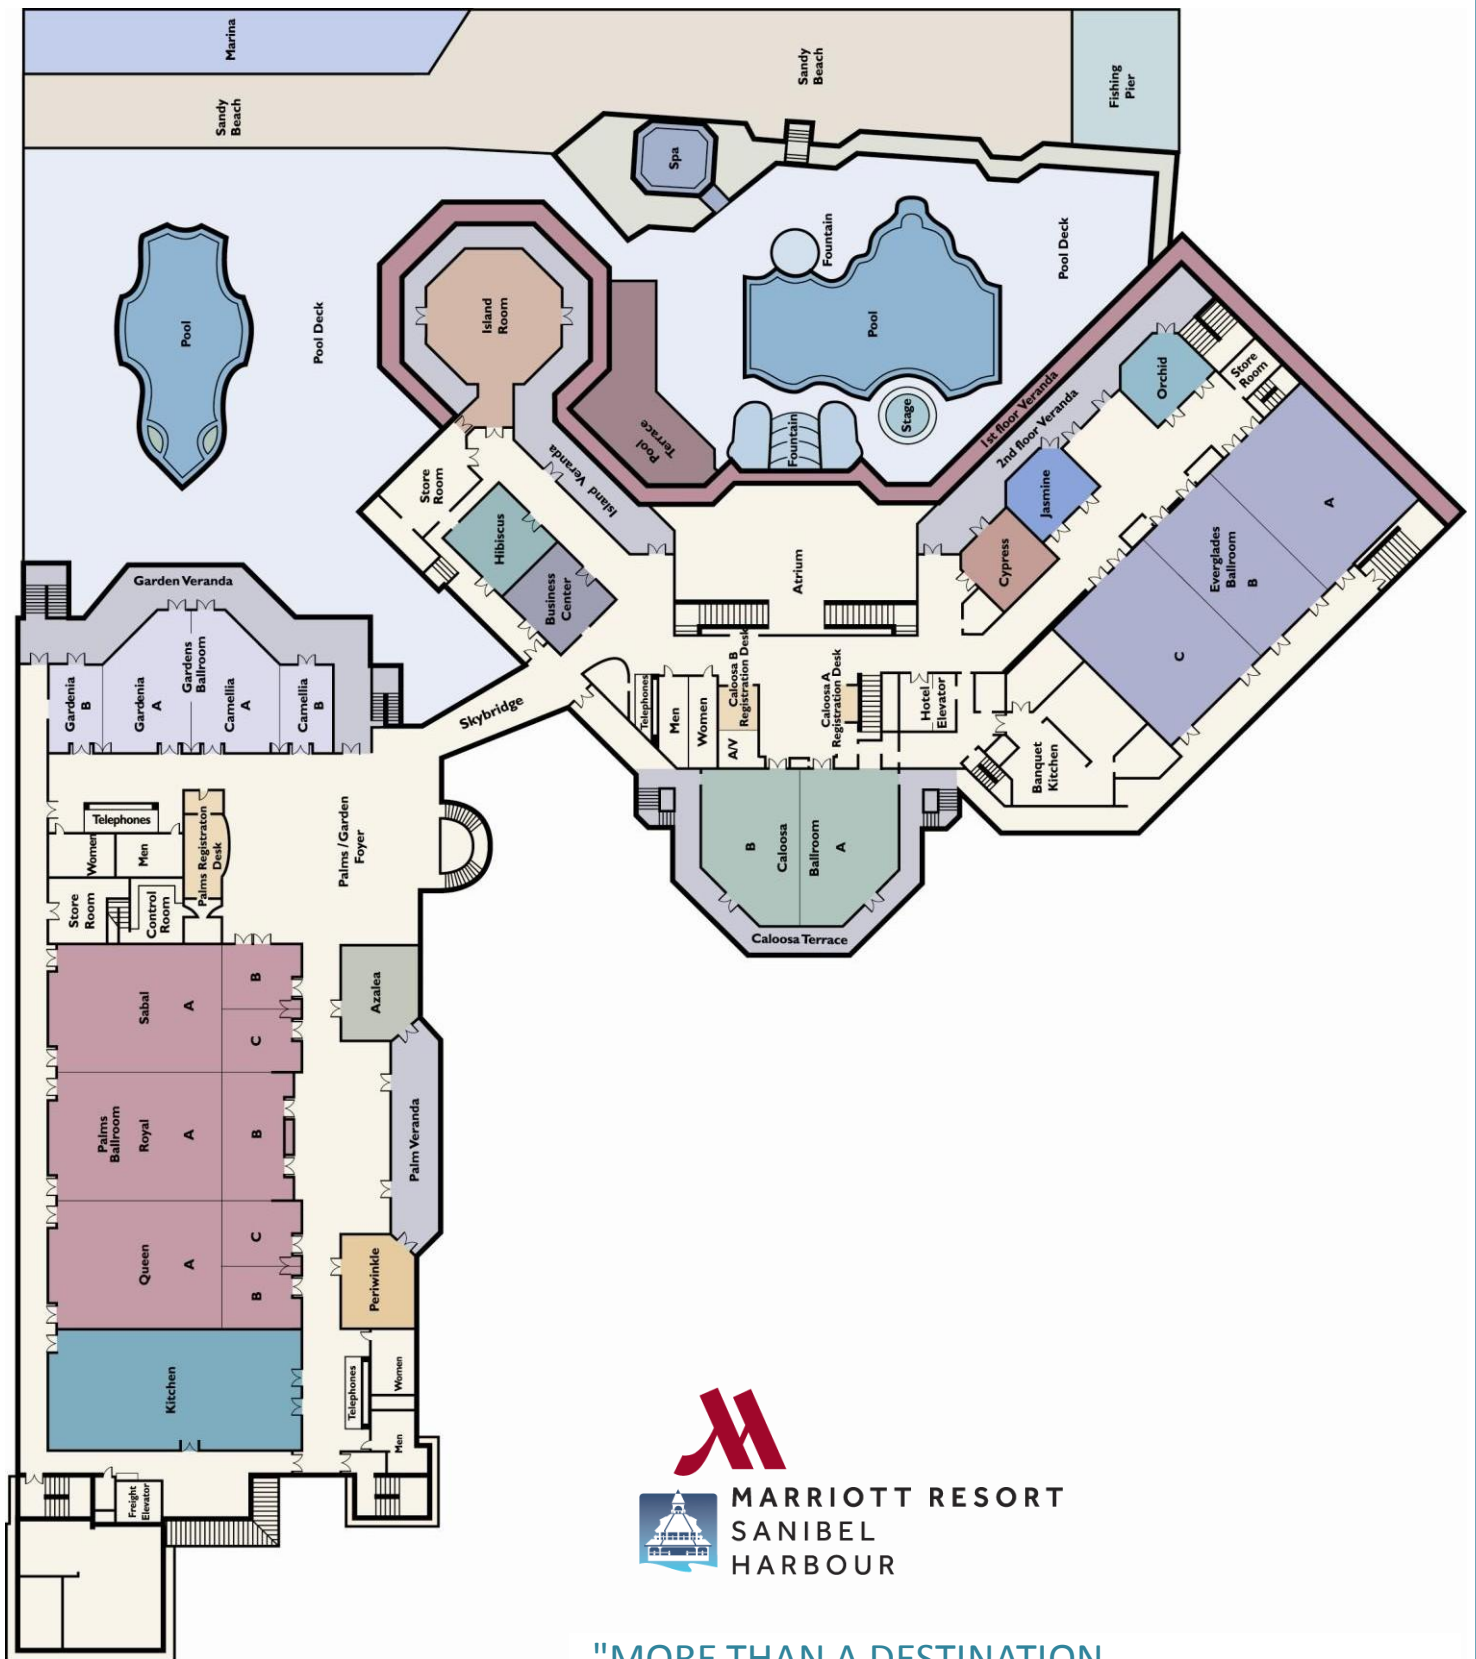 Marina
Sandy
Beach
Sandy
Beach
Fishing
Pier
Spa
Fountain
Pool Deck
Pool
Pool Deck
Island
Room
Pool
Pool
Terrace
Fountain
Stage
1st floor Veranda
2nd floor Veranda
Orchid
Store
Room
Island Veranda
Store
Room
Hibiscus
Business
Center
Atrium
Jasmine
Cypress
Everglades
Ballroom
A
B
C
Garden Veranda
Gardens
Ballroom
Gardenia
B
Gardenia
A
Camellia
A
Camellia
B
Skybridge
Telephones
Men
Women
A/V
Caloosa B
Registration Desk
Caloosa A
Registration Desk
Hotel
Elevator
Banquet
Kitchen
B
Caloosa
Ballroom
A
Caloosa Terrace
Telephones
Women
Men
Palms Registraton
Desk
Palms / Garden
Foyer
Store
Room
Control
Room
Sabal
A
B
C
Azalea
Palms
Ballroom
Royal
A
B
Palm Veranda
Queen
A
C
B
Periwinkle
Kitchen
Telephones
Women
Men
Freight
Elevator
MARRIOTT RESORT
SANIBEL
HARBOUR
"MORE THAN A DESTINATION